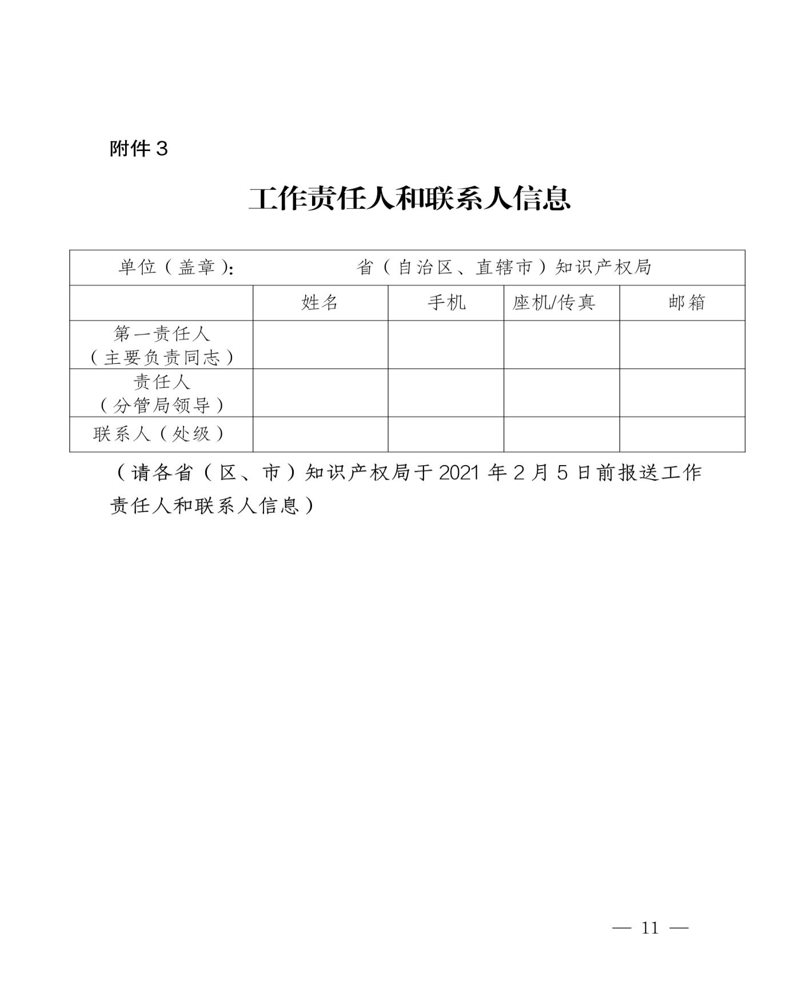 附件 3
工作责任人和联系人信息
单位（盖章）： 省（自治区、直辖市）知识产权局
姓名 手机 座机/传真 邮箱
第一责任人
（主要负责同志）
责任人
（分管局领导）
联系人（处级）
（请各省（区、市）知识产权局于 2021 年 2 月 5 日前报送工作
责任人和联系人信息）
— 11 —